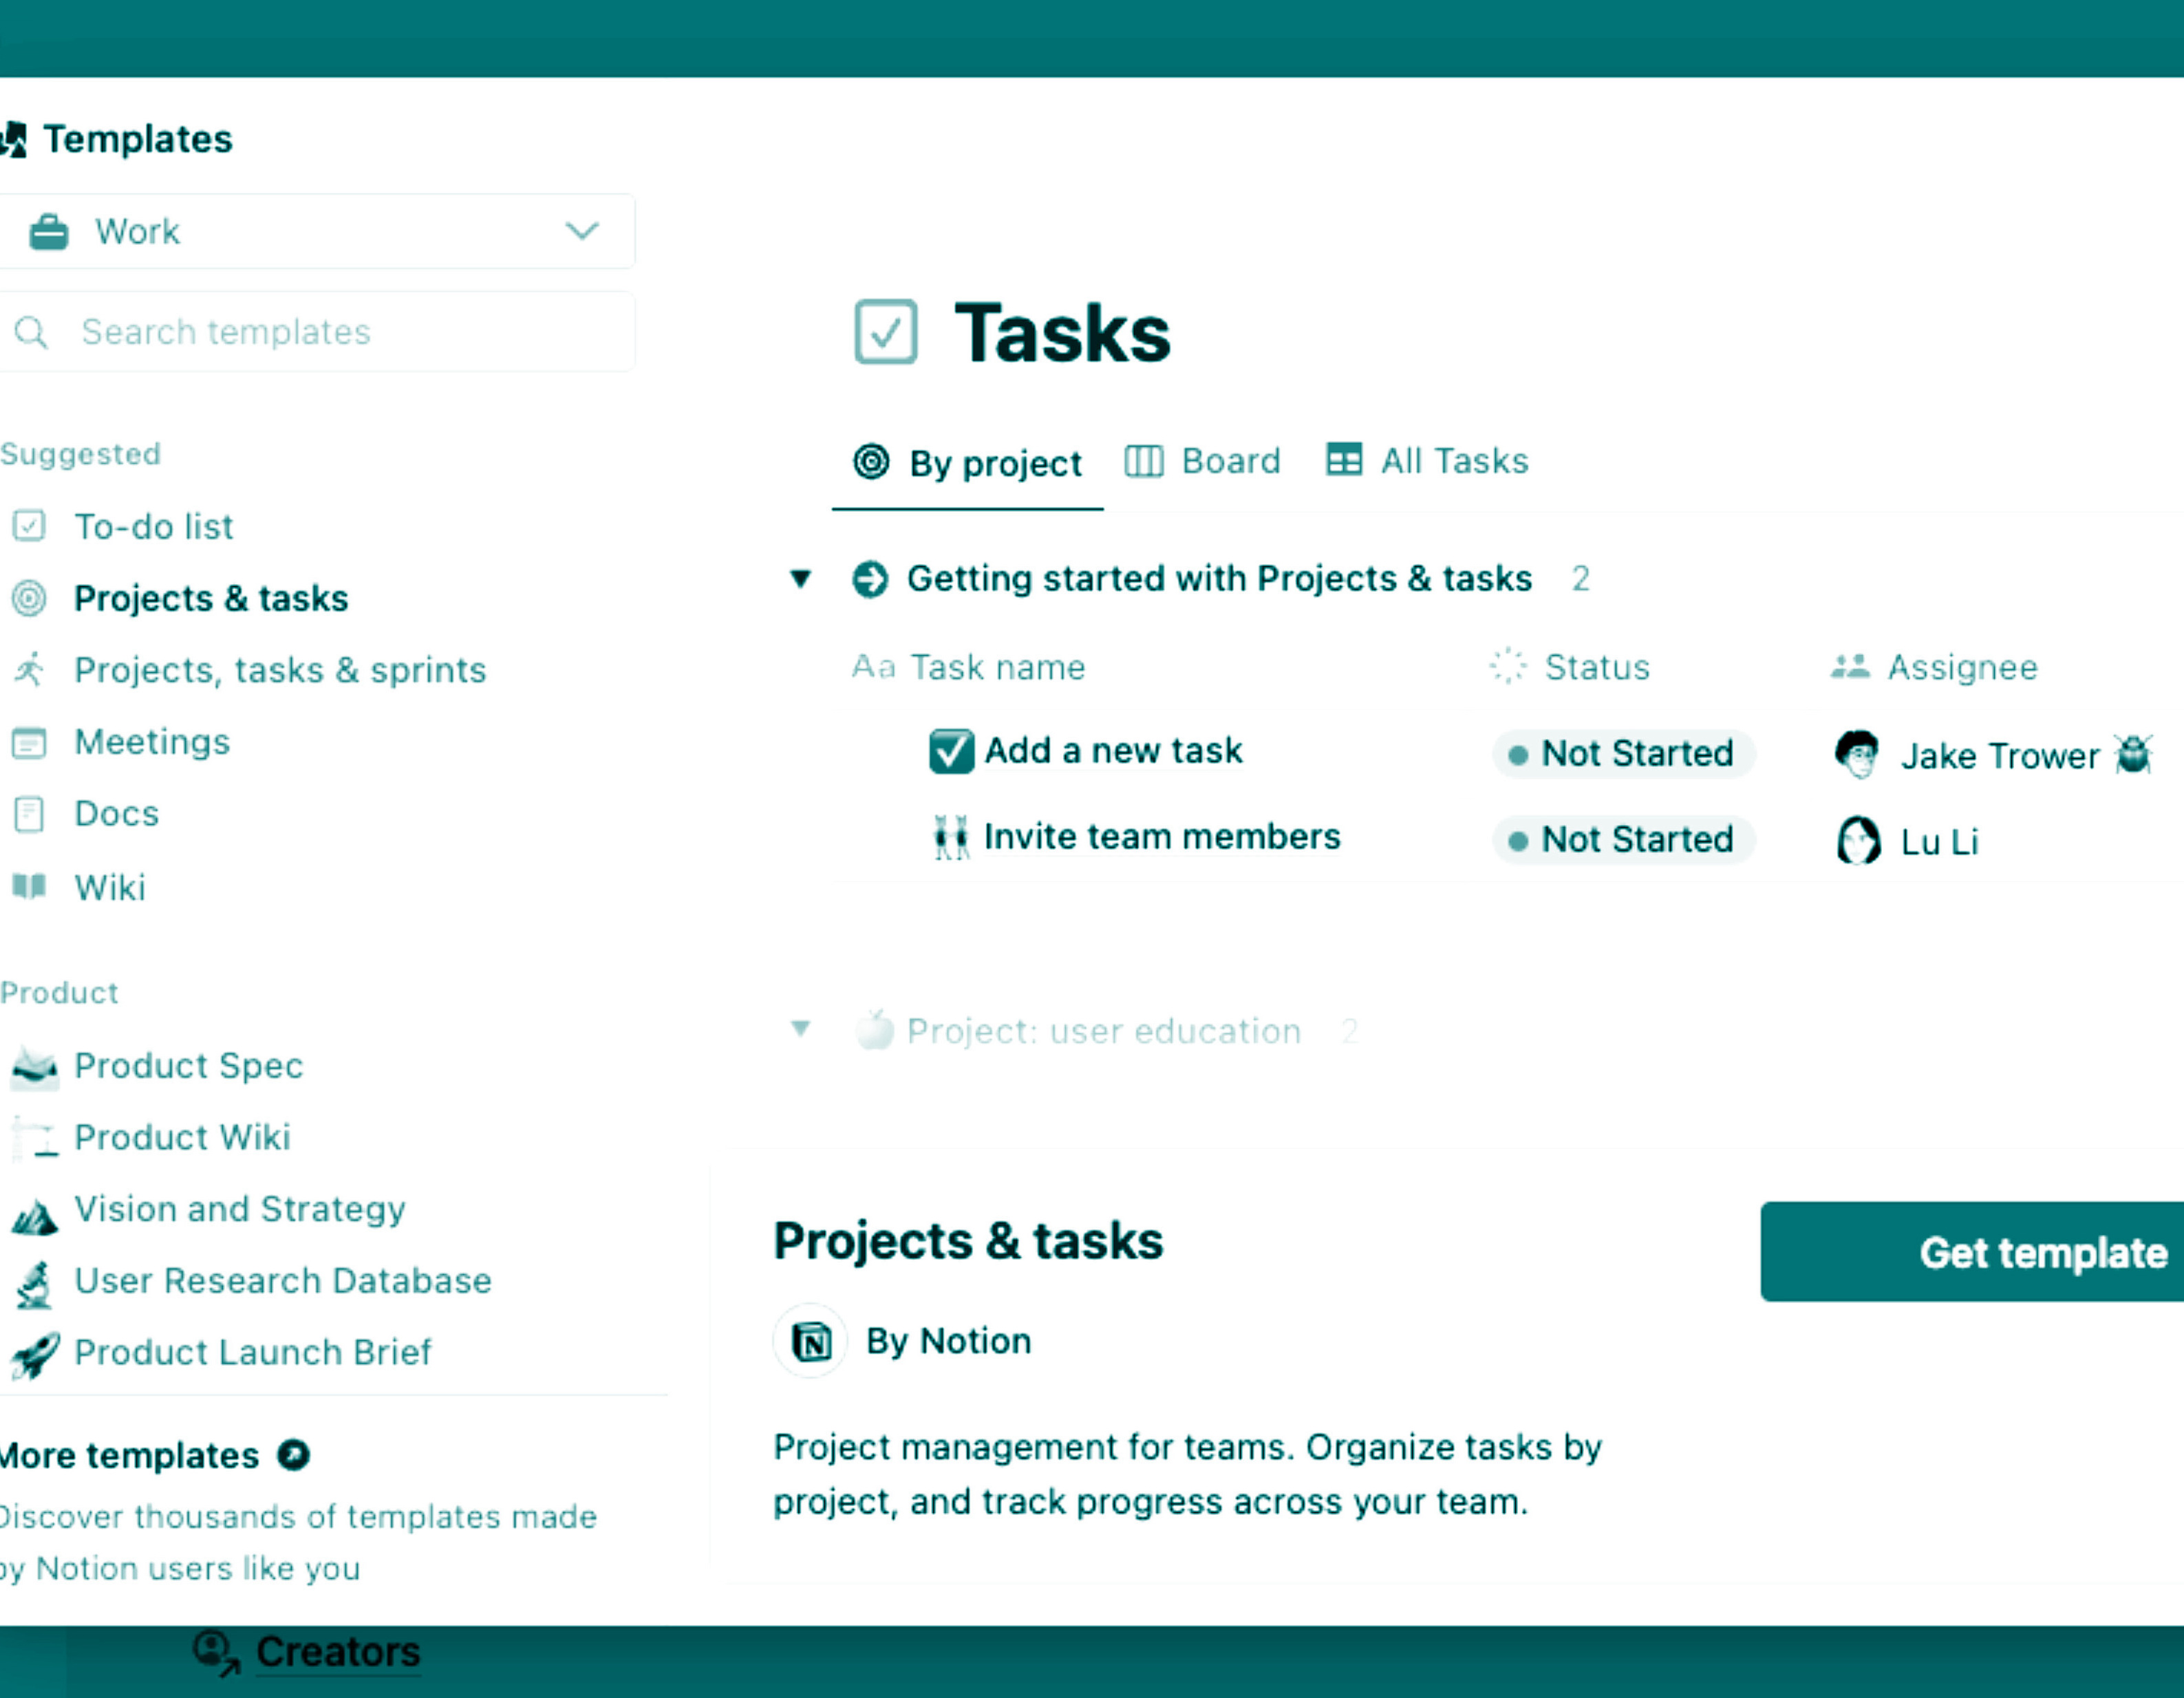 Templates
Work
Search templates
Suggested
To-do list
Projects & tasks
Projects, tasks & sprints
Meetings
Docs
Wiki
Product
Product Spec
Product Wiki
Vision and Strategy
User Research Database
Product Launch Brief
More templates
Discover thousands of templates made
by Notion users like you
Tasks
By project Board All Tasks
Getting started with Projects & tasks 2
Aa Task name Status Assignee
Add a new task Not Started Jake Trower
Invite team members Not Started Lu Li
Project: user education 2
Projects & tasks
Get template
N By Notion
Project management for teams. Organize tasks by
project, and track progress across your team.
Creators